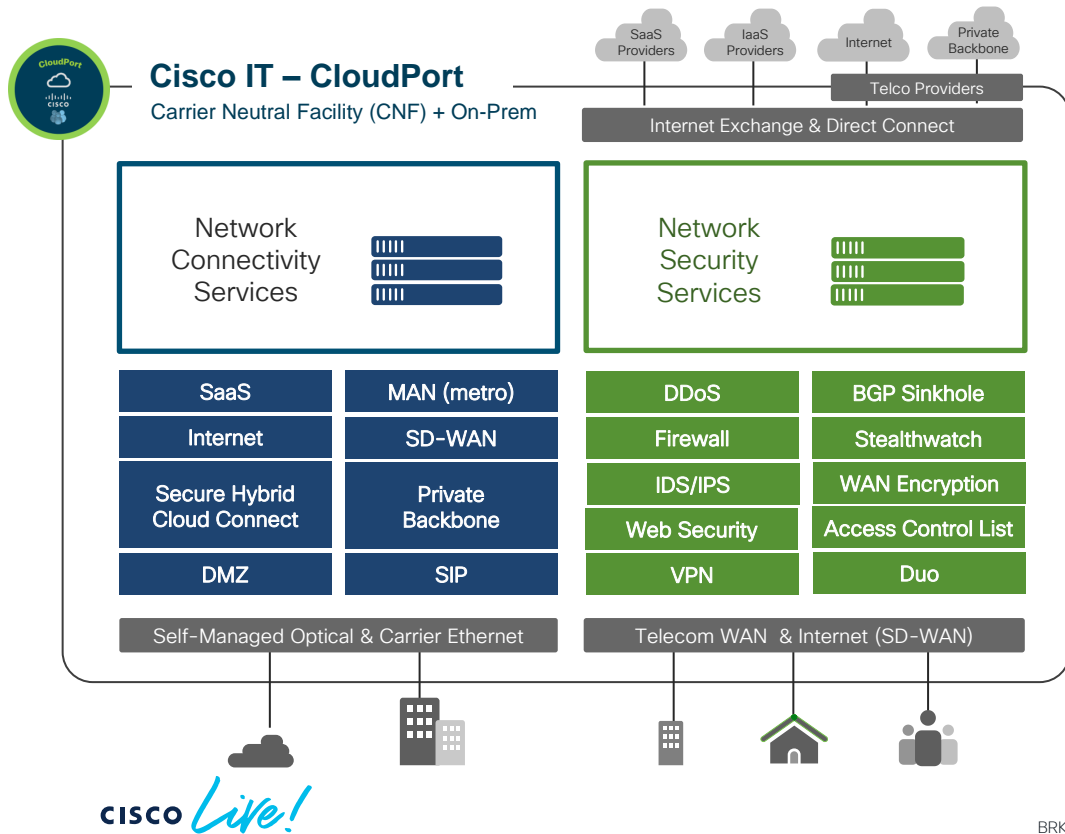 CloudPort
CISCO
Cisco IT – CloudPort
Carrier Neutral Facility (CNF) + On-Prem
SaaS
Providers
IaaS
Providers
Internet
Private
Backbone
Telco Providers
Internet Exchange & Direct Connect
Network
Connectivity
Services
Network
Security
Services
SaaS
MAN (metro)
Internet
SD-WAN
Secure Hybrid
Cloud Connect
Private
Backbone
DMZ
SIP
DDoS
BGP Sinkhole
Firewall
Stealthwatch
IDS/IPS
WAN Encryption
Web Security
Access Control List
VPN
Duo
Self-Managed Optical & Carrier Ethernet
Telecom WAN & Internet (SD-WAN)
CISCO Live!
BRK